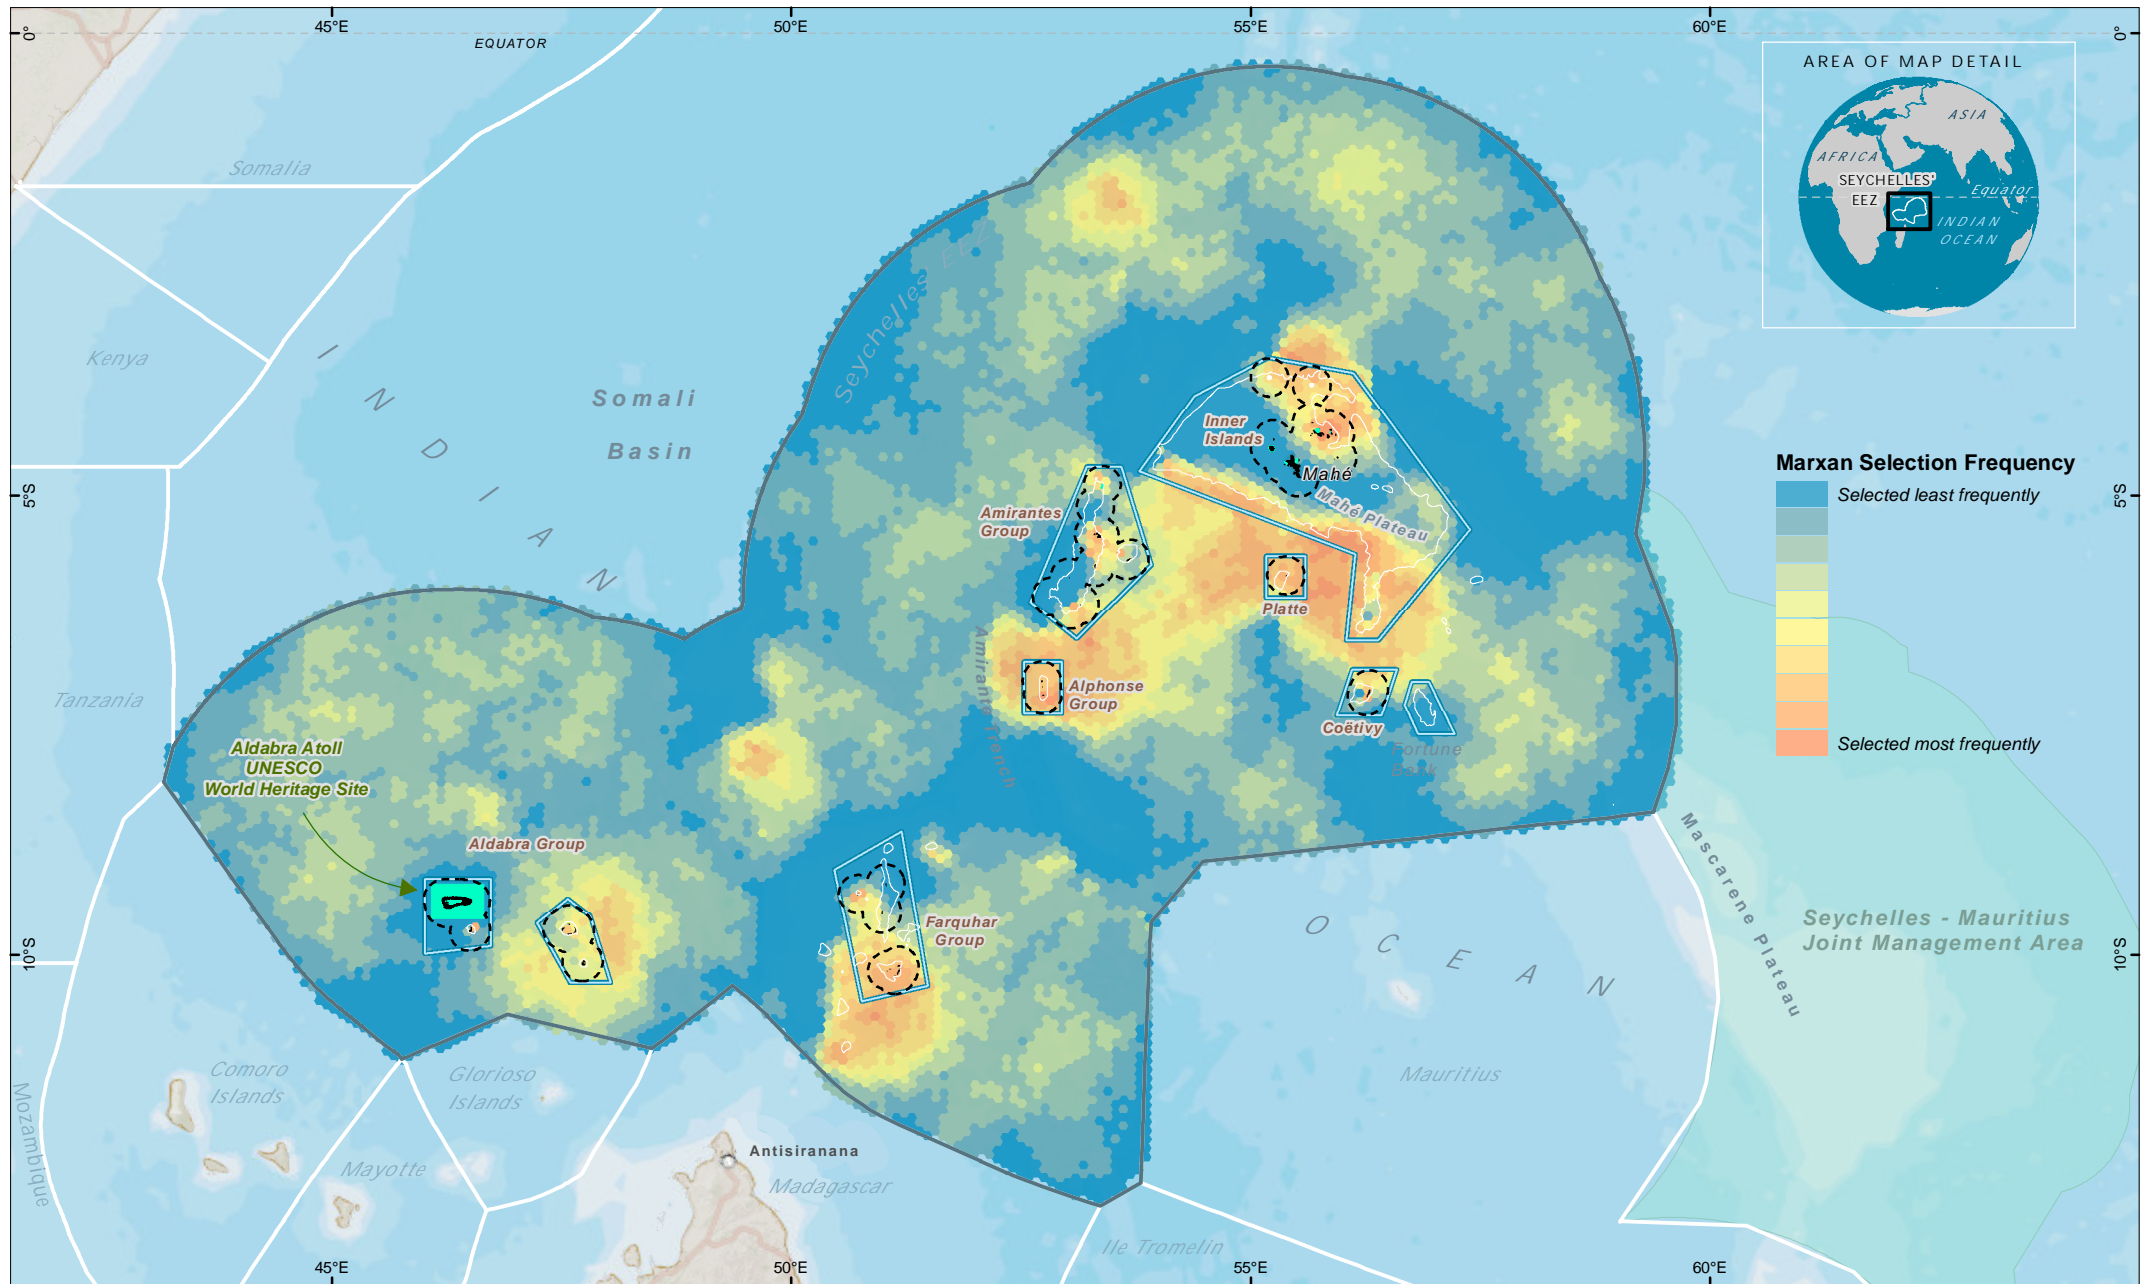 45°E
50°E
55°E
60°E
0°
0°
EQUATOR
AREA OF MAP DETAIL
ASIA
AFRICA
SEYCHELLES'
EEZ
Equator
INDIAN
OCEAN
Somalia
Seychelles' EEZ
Kenya
INDIAN
Somali
Basin
Inner
Islands
Mahé
Mahé Plateau
Marxan Selection Frequency
Selected least frequently
Selected most frequently
5°S
5°S
Amirantes
Group
Platte
Amirante Trench
Alphonse
Group
Coëtivy
Fortune
Bank
Tanzania
Aldabra Atoll
UNESCO
World Heritage Site
Aldabra Group
Farquhar
Group
OCEAN
Mascarene Plateau
Seychelles - Mauritius
Joint Management Area
10°S
10°S
Comoro
Islands
Glorioso
Islands
Mauritius
Mozambique
Mayotte
Antisiranana
Madagascar
Ile Tromelin
45°E
50°E
55°E
60°E